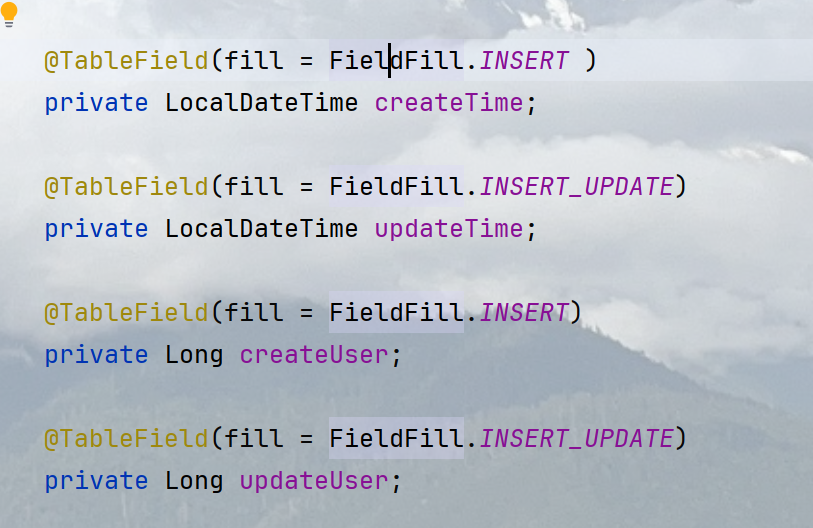 @TableField(fill = FieldFill.INSERT )
private LocalDateTime createTime;
@TableField(fill = FieldFill.INSERT_UPDATE)
private LocalDateTime updateTime;
@TableField(fill = FieldFill.INSERT)
private Long createUser;
@TableField(fill = FieldFill.INSERT_UPDATE)
private Long updateUser;